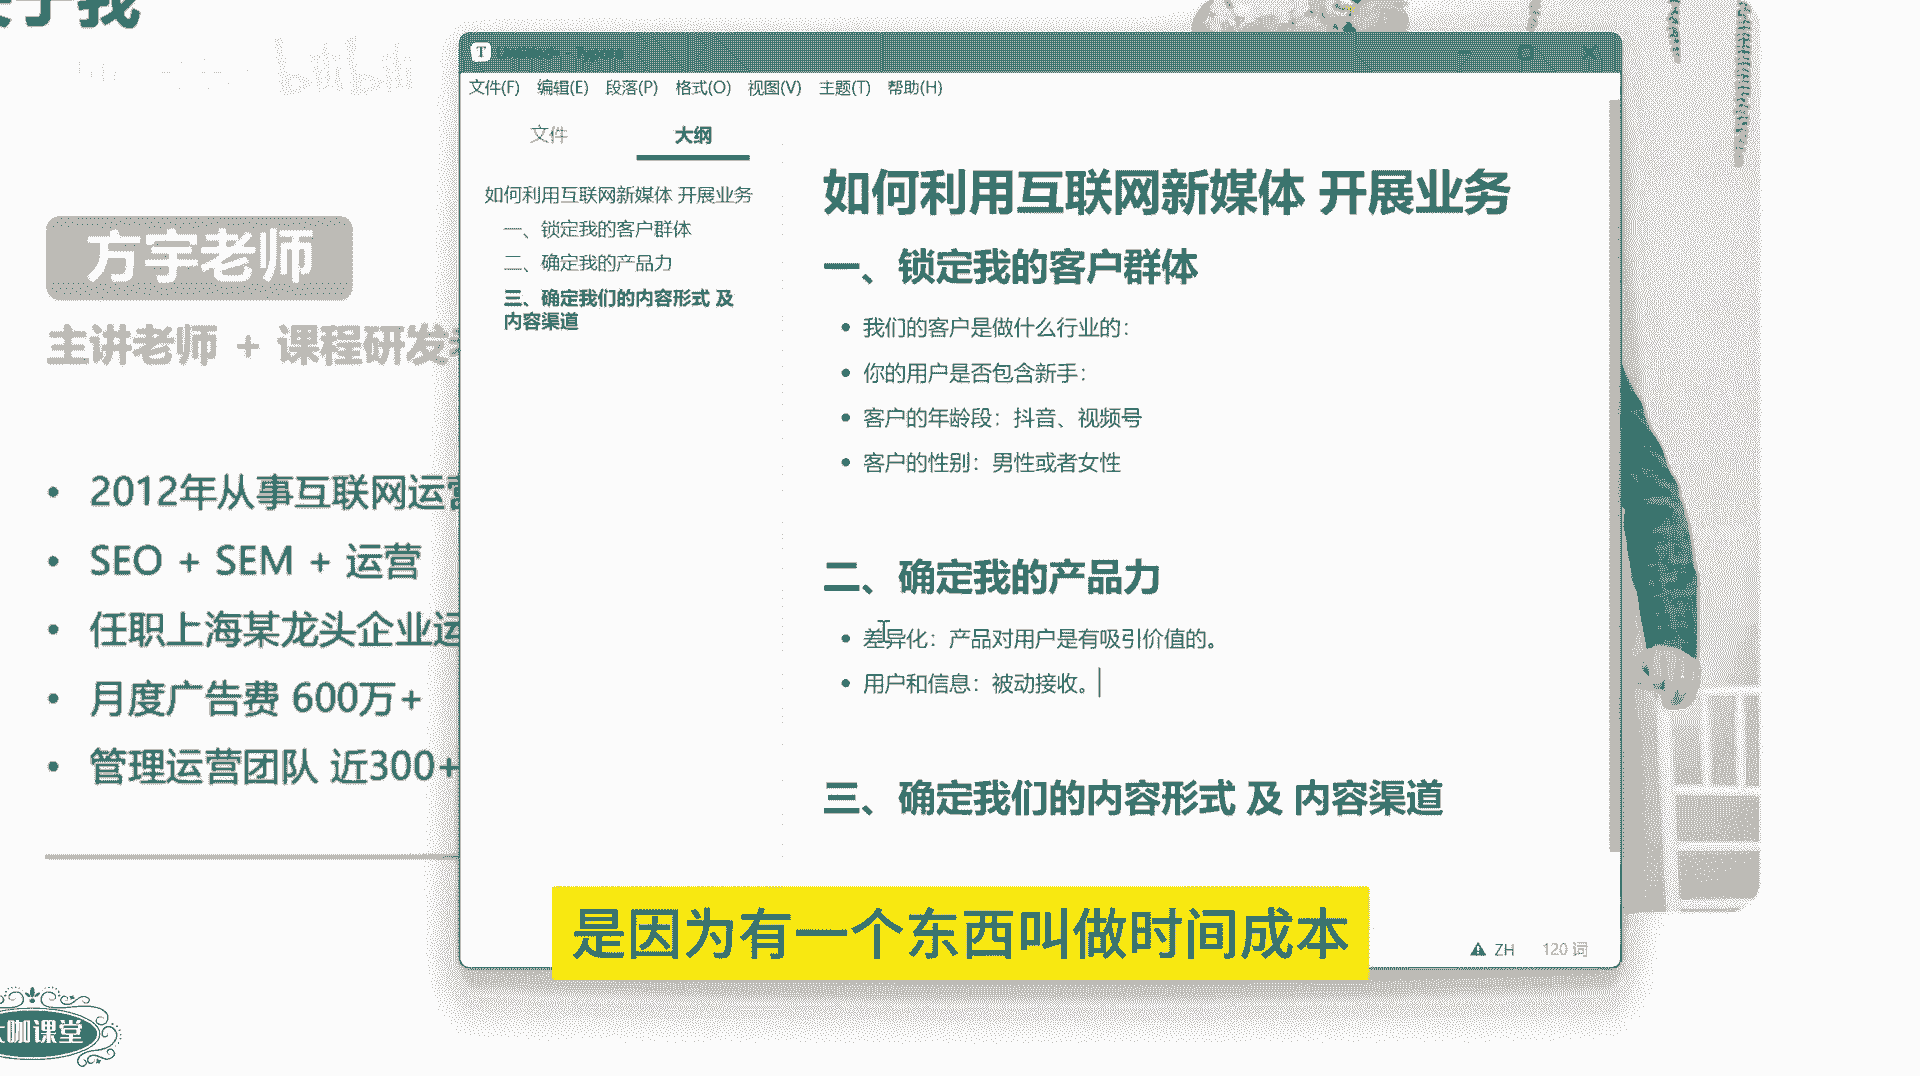 方宇老师
主讲老师 + 课程研发
2012年从事互联网运营
SEO + SEM + 运营
任职上海某龙头企业运
月度广告费 600万+
管理运营团队 近300+
咖课堂
bilibili
文件(F) 编辑(E) 段落(P) 格式(O) 视图(V) 主题(T) 帮助(H)
文件 大纲
如何利用互联网新媒体 开展业务
一、锁定我的客户群体
二、确定我的产品力
三、确定我们的内容形式 及
内容渠道
如何利用互联网新媒体 开展业务
一、锁定我的客户群体
我们的客户是做什么行业的：
你的用户是否包含新手：
客户的年龄段：抖音、视频号
客户的性别：男性或者女性
二、确定我的产品力
差异化：产品对用户是有吸引价值的。
用户和信息：被动接收。
三、确定我们的内容形式 及 内容渠道
是因为有一个东西叫做时间成本
ZH 120 词